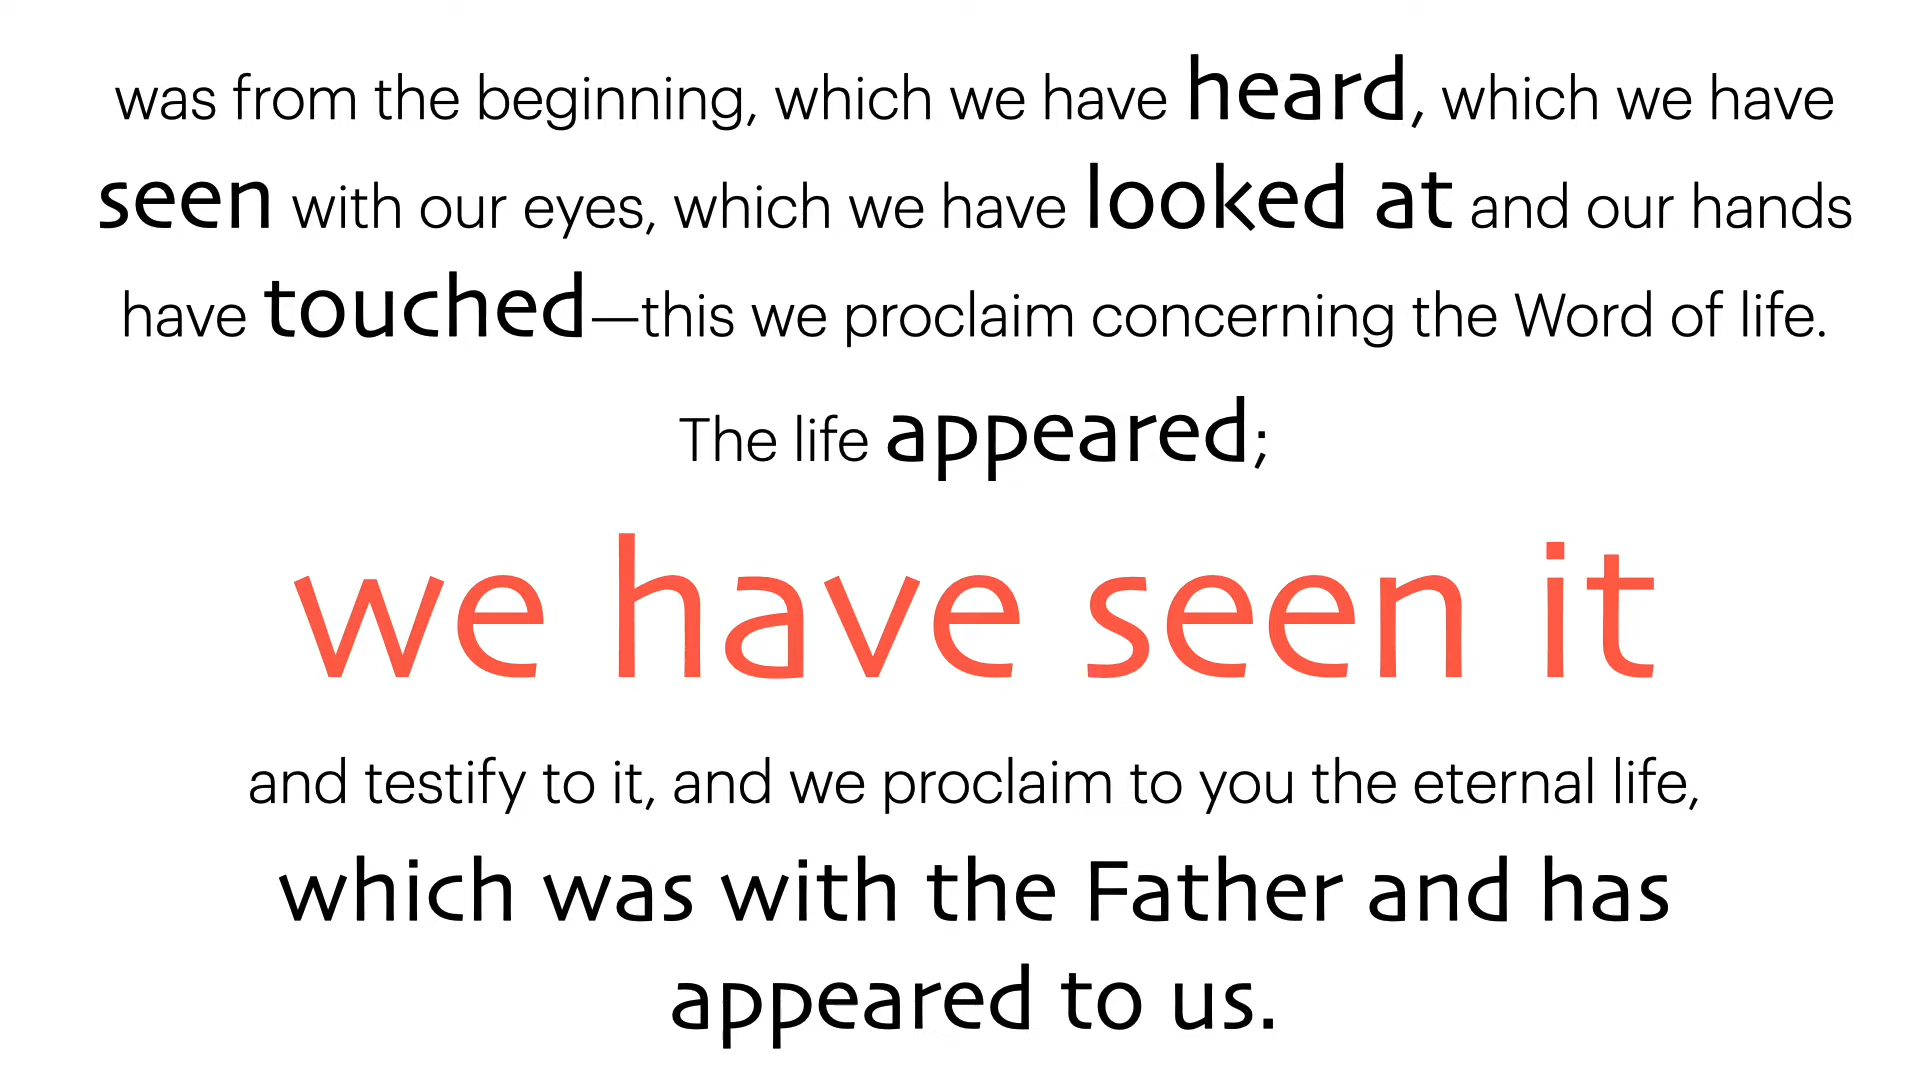 was from the beginning, which we have heard, which we have
seen with our eyes, which we have looked at and our hands
have touched—this we proclaim concerning the Word of life.
The life appeared;
we have seen it
and testify to it, and we proclaim to you the eternal life,
which was with the Father and has
appeared to us.